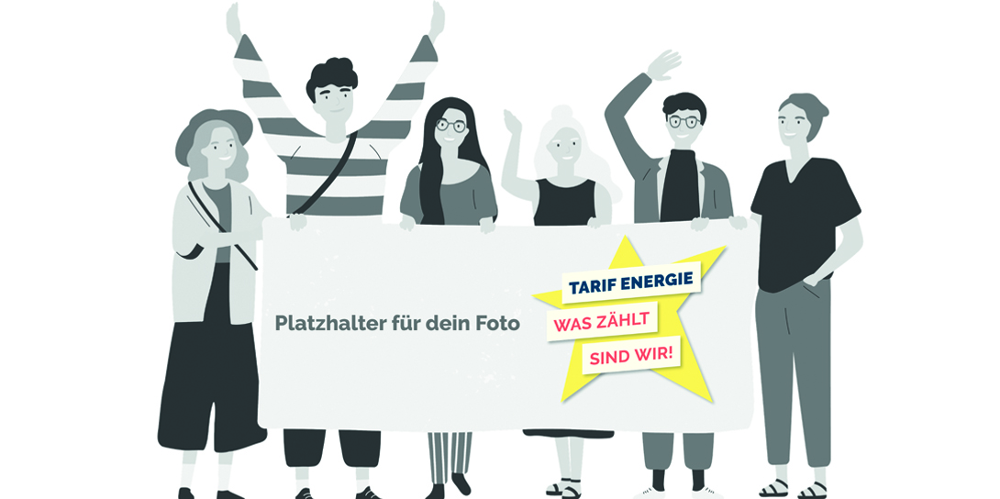 Platzhalter für dein Foto
TARIF ENERGIE
WAS ZÄHLT
SIND WIR!